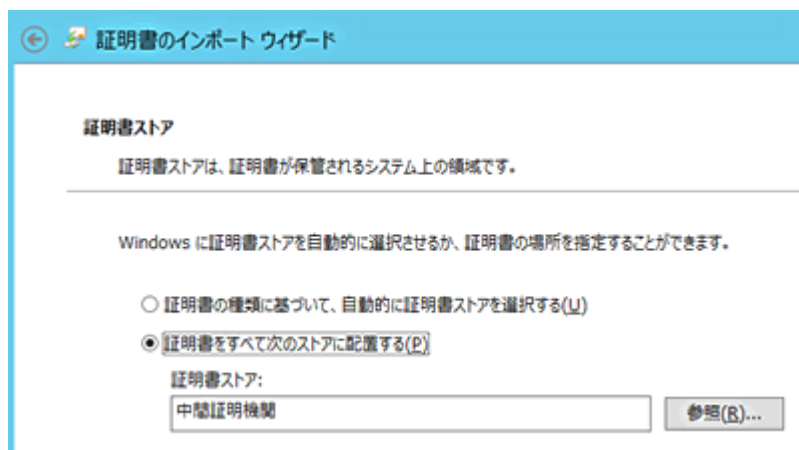 証明書のインポート ウィザード
証明書ストア
証明書ストアは、証明書が保管されるシステム上の領域です。
Windows に証明書ストアを自動的に選択させるか、証明書の場所を指定することができます。
証明書の種類に基づいて、自動的に証明書ストアを選択する(U)
証明書をすべて次のストアに配置する(P)
証明書ストア:
中間証明機関
参照(R)...